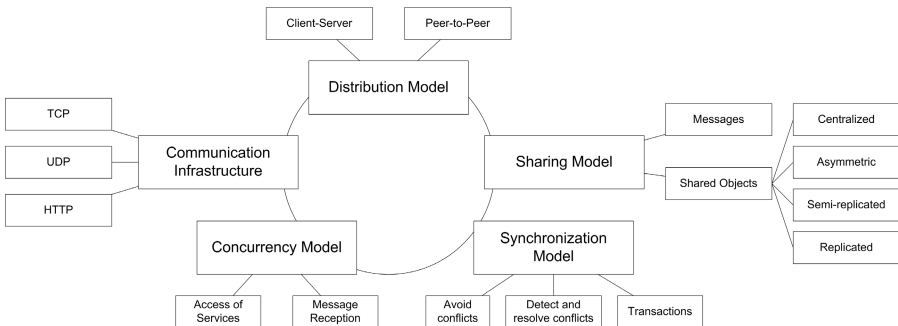 Client-Server
Peer-to-Peer
Distribution Model
TCP
UDP
HTTP
Communication
Infrastructure
Sharing Model
Messages
Shared Objects
Centralized
Asymmetric
Semi-replicated
Replicated
Concurrency Model
Access of
Services
Message
Reception
Synchronization
Model
Avoid
conflicts
Detect and
resolve conflicts
Transactions